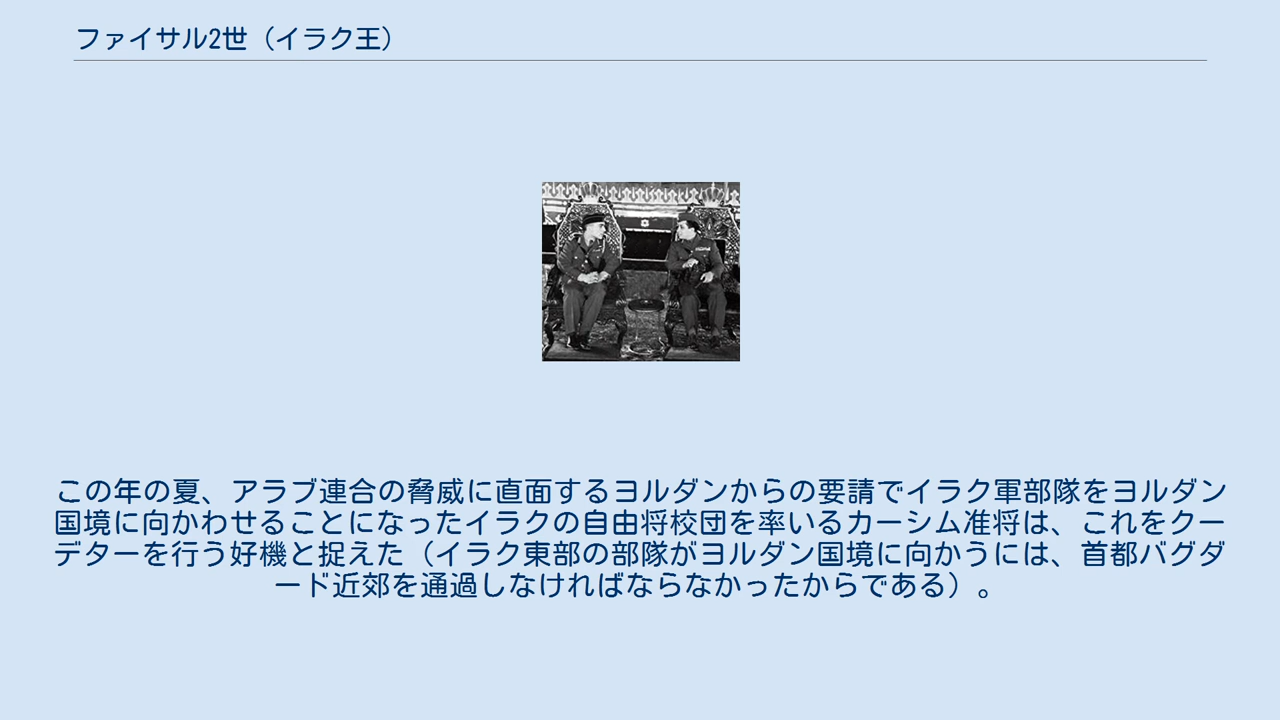 ファイサル2世（イラク王）
この年の夏、アラブ連合の脅威に直面するヨルダンからの要請でイラク軍部隊をヨルダン
国境に向かわせることになったイラクの自由将校団を率いるカーシム准将は、これをクー
デターを行う好機と捉えた（イラク東部の部隊がヨルダン国境に向かうには、首都バグダ
ード近郊を通過しなければならなかったからである）。